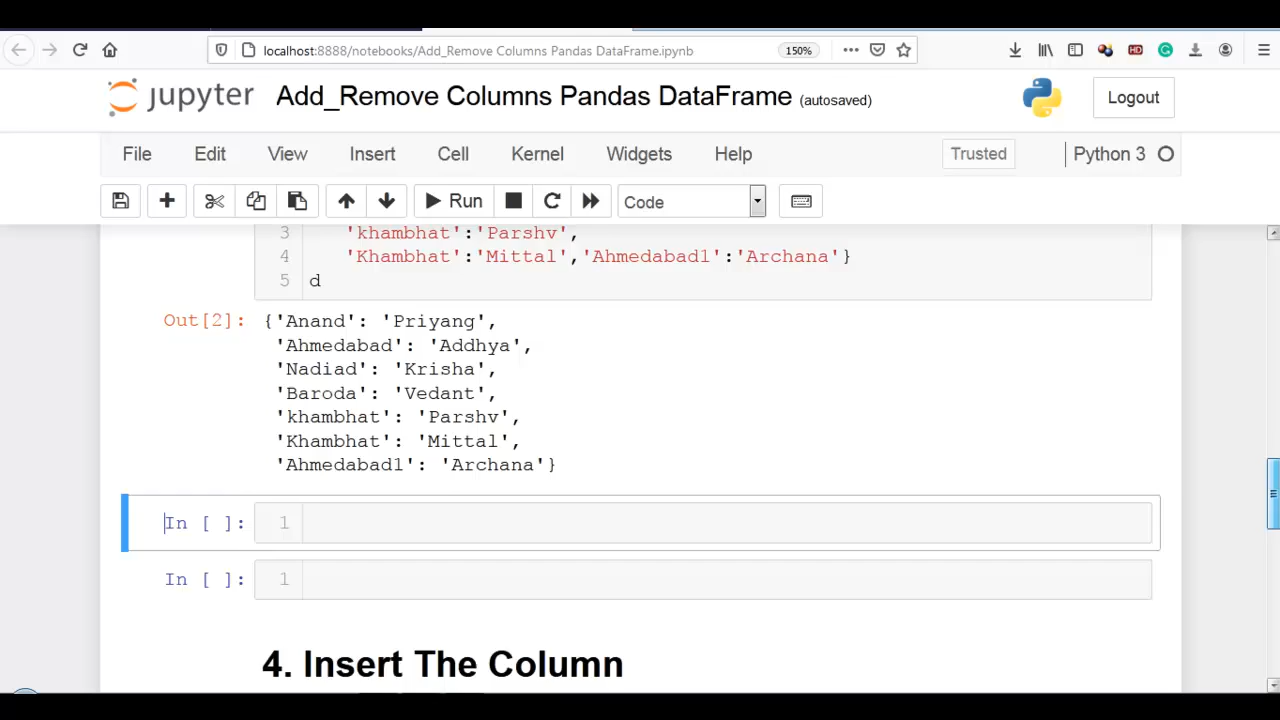 localhost:8888/notebooks/Add_Remove Columns Pandas DataFrame.ipynb 150% HD
jupyter Add_Remove Columns Pandas DataFrame (autosaved) Logout
File Edit View Insert Cell Kernel Widgets Help Trusted Python 3
Run Code
3 'khambhat':'Parshv',
4 'Khambhat':'Mittal','Ahmedabad1':'Archana'}
5 d
Out[2]: {'Anand': 'Priyang',
'Ahmedabad': 'Addhya',
'Nadiad': 'Krisha',
'Baroda': 'Vedant',
'khambhat': 'Parshv',
'Khambhat': 'Mittal',
'Ahmedabad1': 'Archana'}
In [ ]: 1
In [ ]: 1
4. Insert The Column